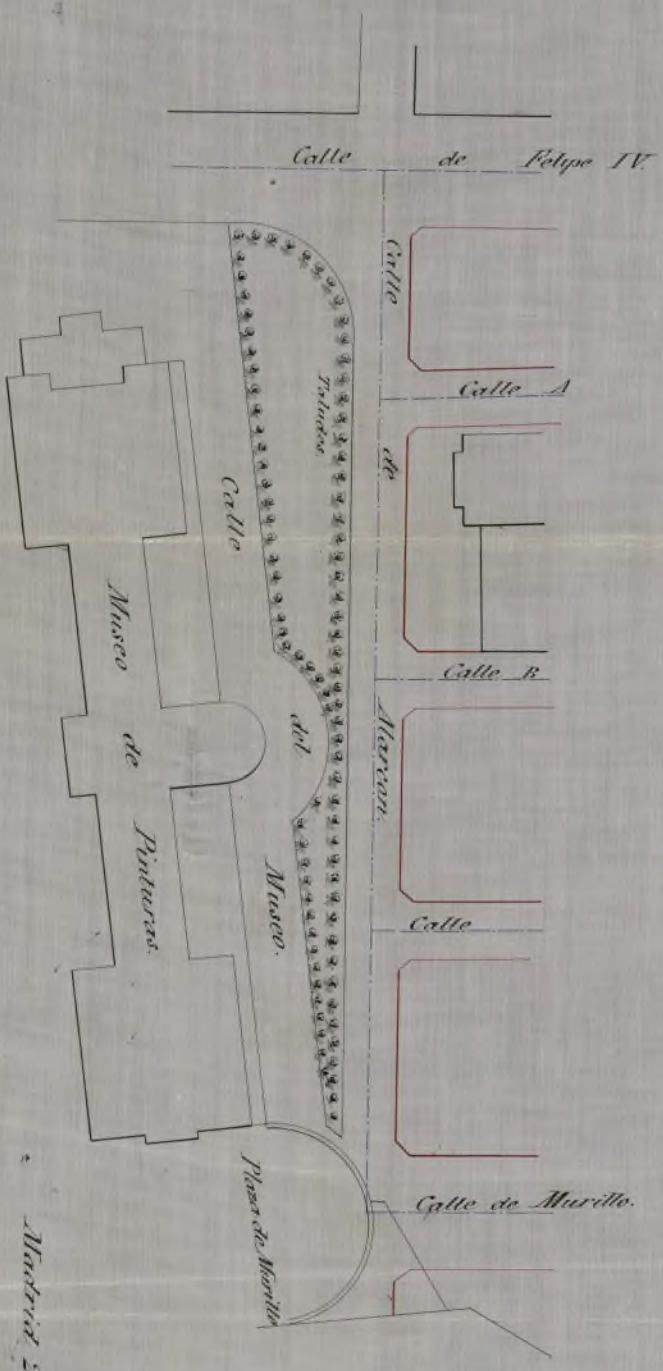 Calle de Felipe IV.
Calle de Alarcon.
Calle A
Taludes.
Calle del Museo.
Calle B
Museo de Pinturas.
Calle
Calle de Murillo.
Plaza de Murillo
Madrid